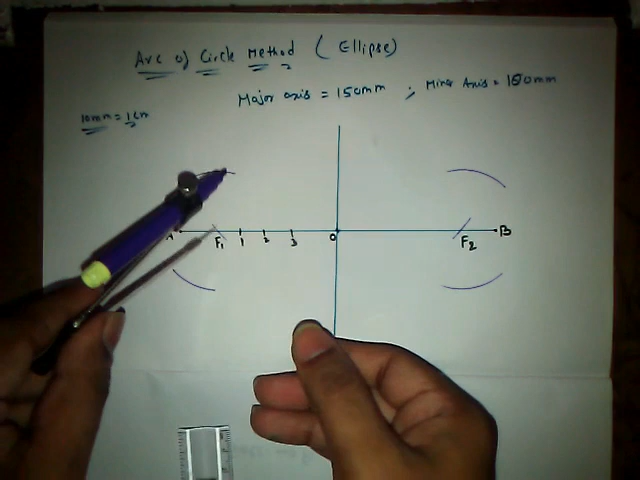 Arc of Circle Method ( Ellipse)
Major axis = 150mm ; Minor Axis = 100mm
10mm = 1cm
A F1 1 2 3 O F2 B